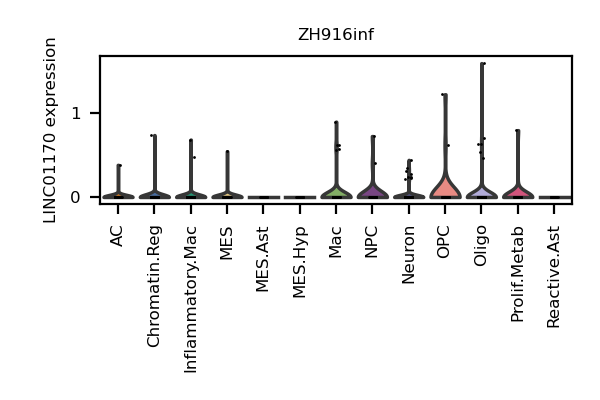 ZH916inf
LINC01170 expression
1
0
AC
Chromatin.Reg
Inflammatory.Mac
MES
MES.Ast
MES.Hyp
Mac
NPC
Neuron
OPC
Oligo
Prolif.Metab
Reactive.Ast